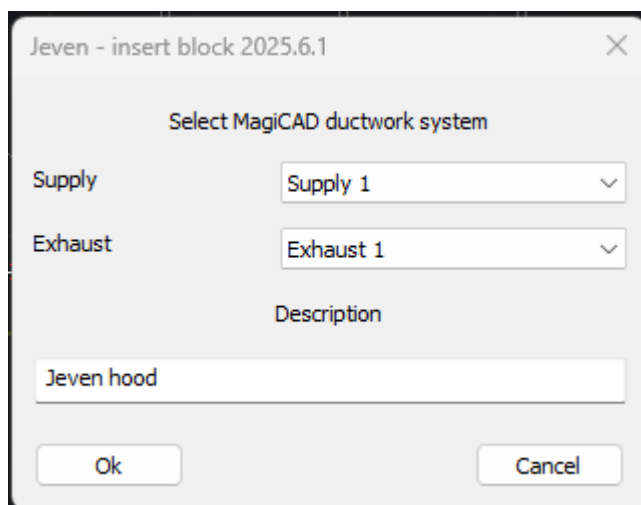 Jeven - insert block 2025.6.1
Select MagiCAD ductwork system
Supply Supply 1
Exhaust Exhaust 1
Description
Jeven hood
Ok Cancel